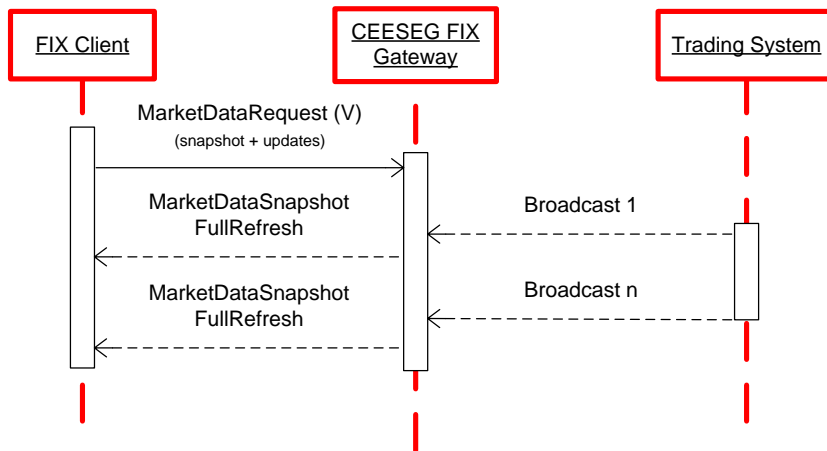 FIX Client
CEESEG FIX
Gateway
Trading System
MarketDataRequest (V)
(snapshot + updates)
MarketDataSnapshot
FullRefresh
Broadcast 1
MarketDataSnapshot
FullRefresh
Broadcast n